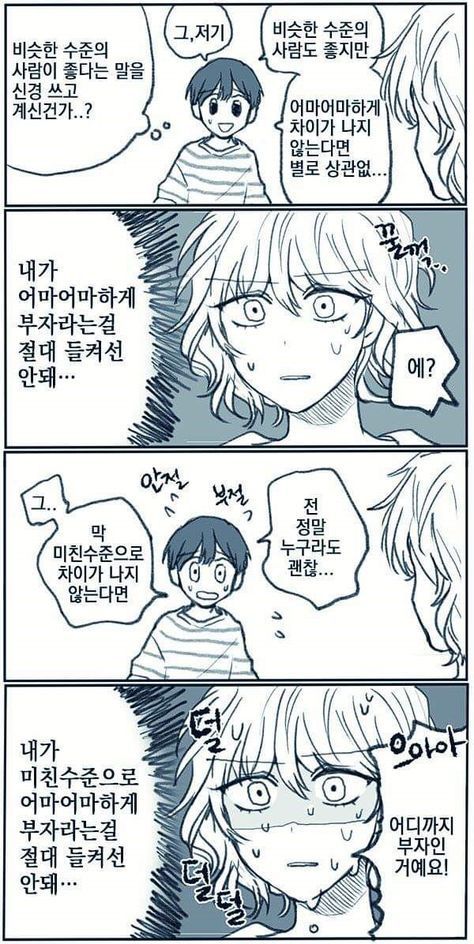 비슷한 수준의
사람이 좋다는 말을
신경 쓰고
계신건가..?
그,저기
비슷한 수준의
사람도 좋지만
어마어마하게
차이가 나지
않는다면
별로 상관없...
내가
어마어마하게
부자라는걸
절대 들켜선
안돼...
꿀꺽...
에?
그..
막
미친수준으로
차이가 나지
않는다면
안절
부절
전
정말
누구라도
괜찮...
내가
미친수준으로
어마어마하게
부자라는걸
절대 들켜선
안돼...
덜
덜
덜
으아아
어디까지
부자인
거예요!